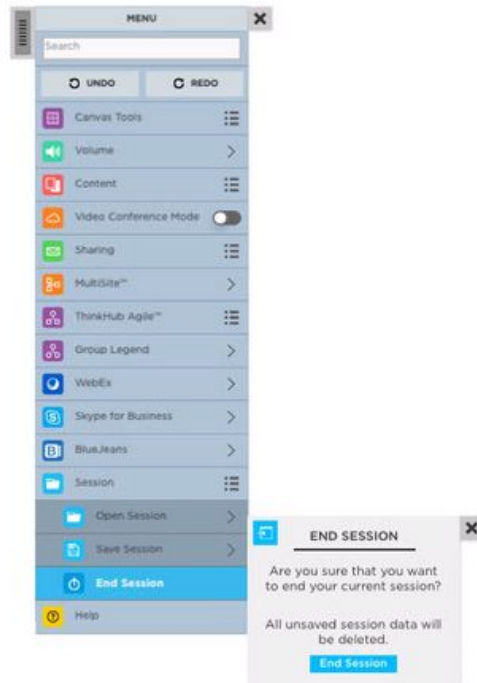 MENU
Search
UNDO
REDO
Canvas Tools
Volume
Content
Video Conference Mode
Sharing
MultiSite™
ThinkHub Agile™
Group Legend
WebEx
Skype for Business
BlueJeans
Session
Open Session
Save Session
End Session
Help
END SESSION
Are you sure that you want
to end your current session?
All unsaved session data will
be deleted.
End Session